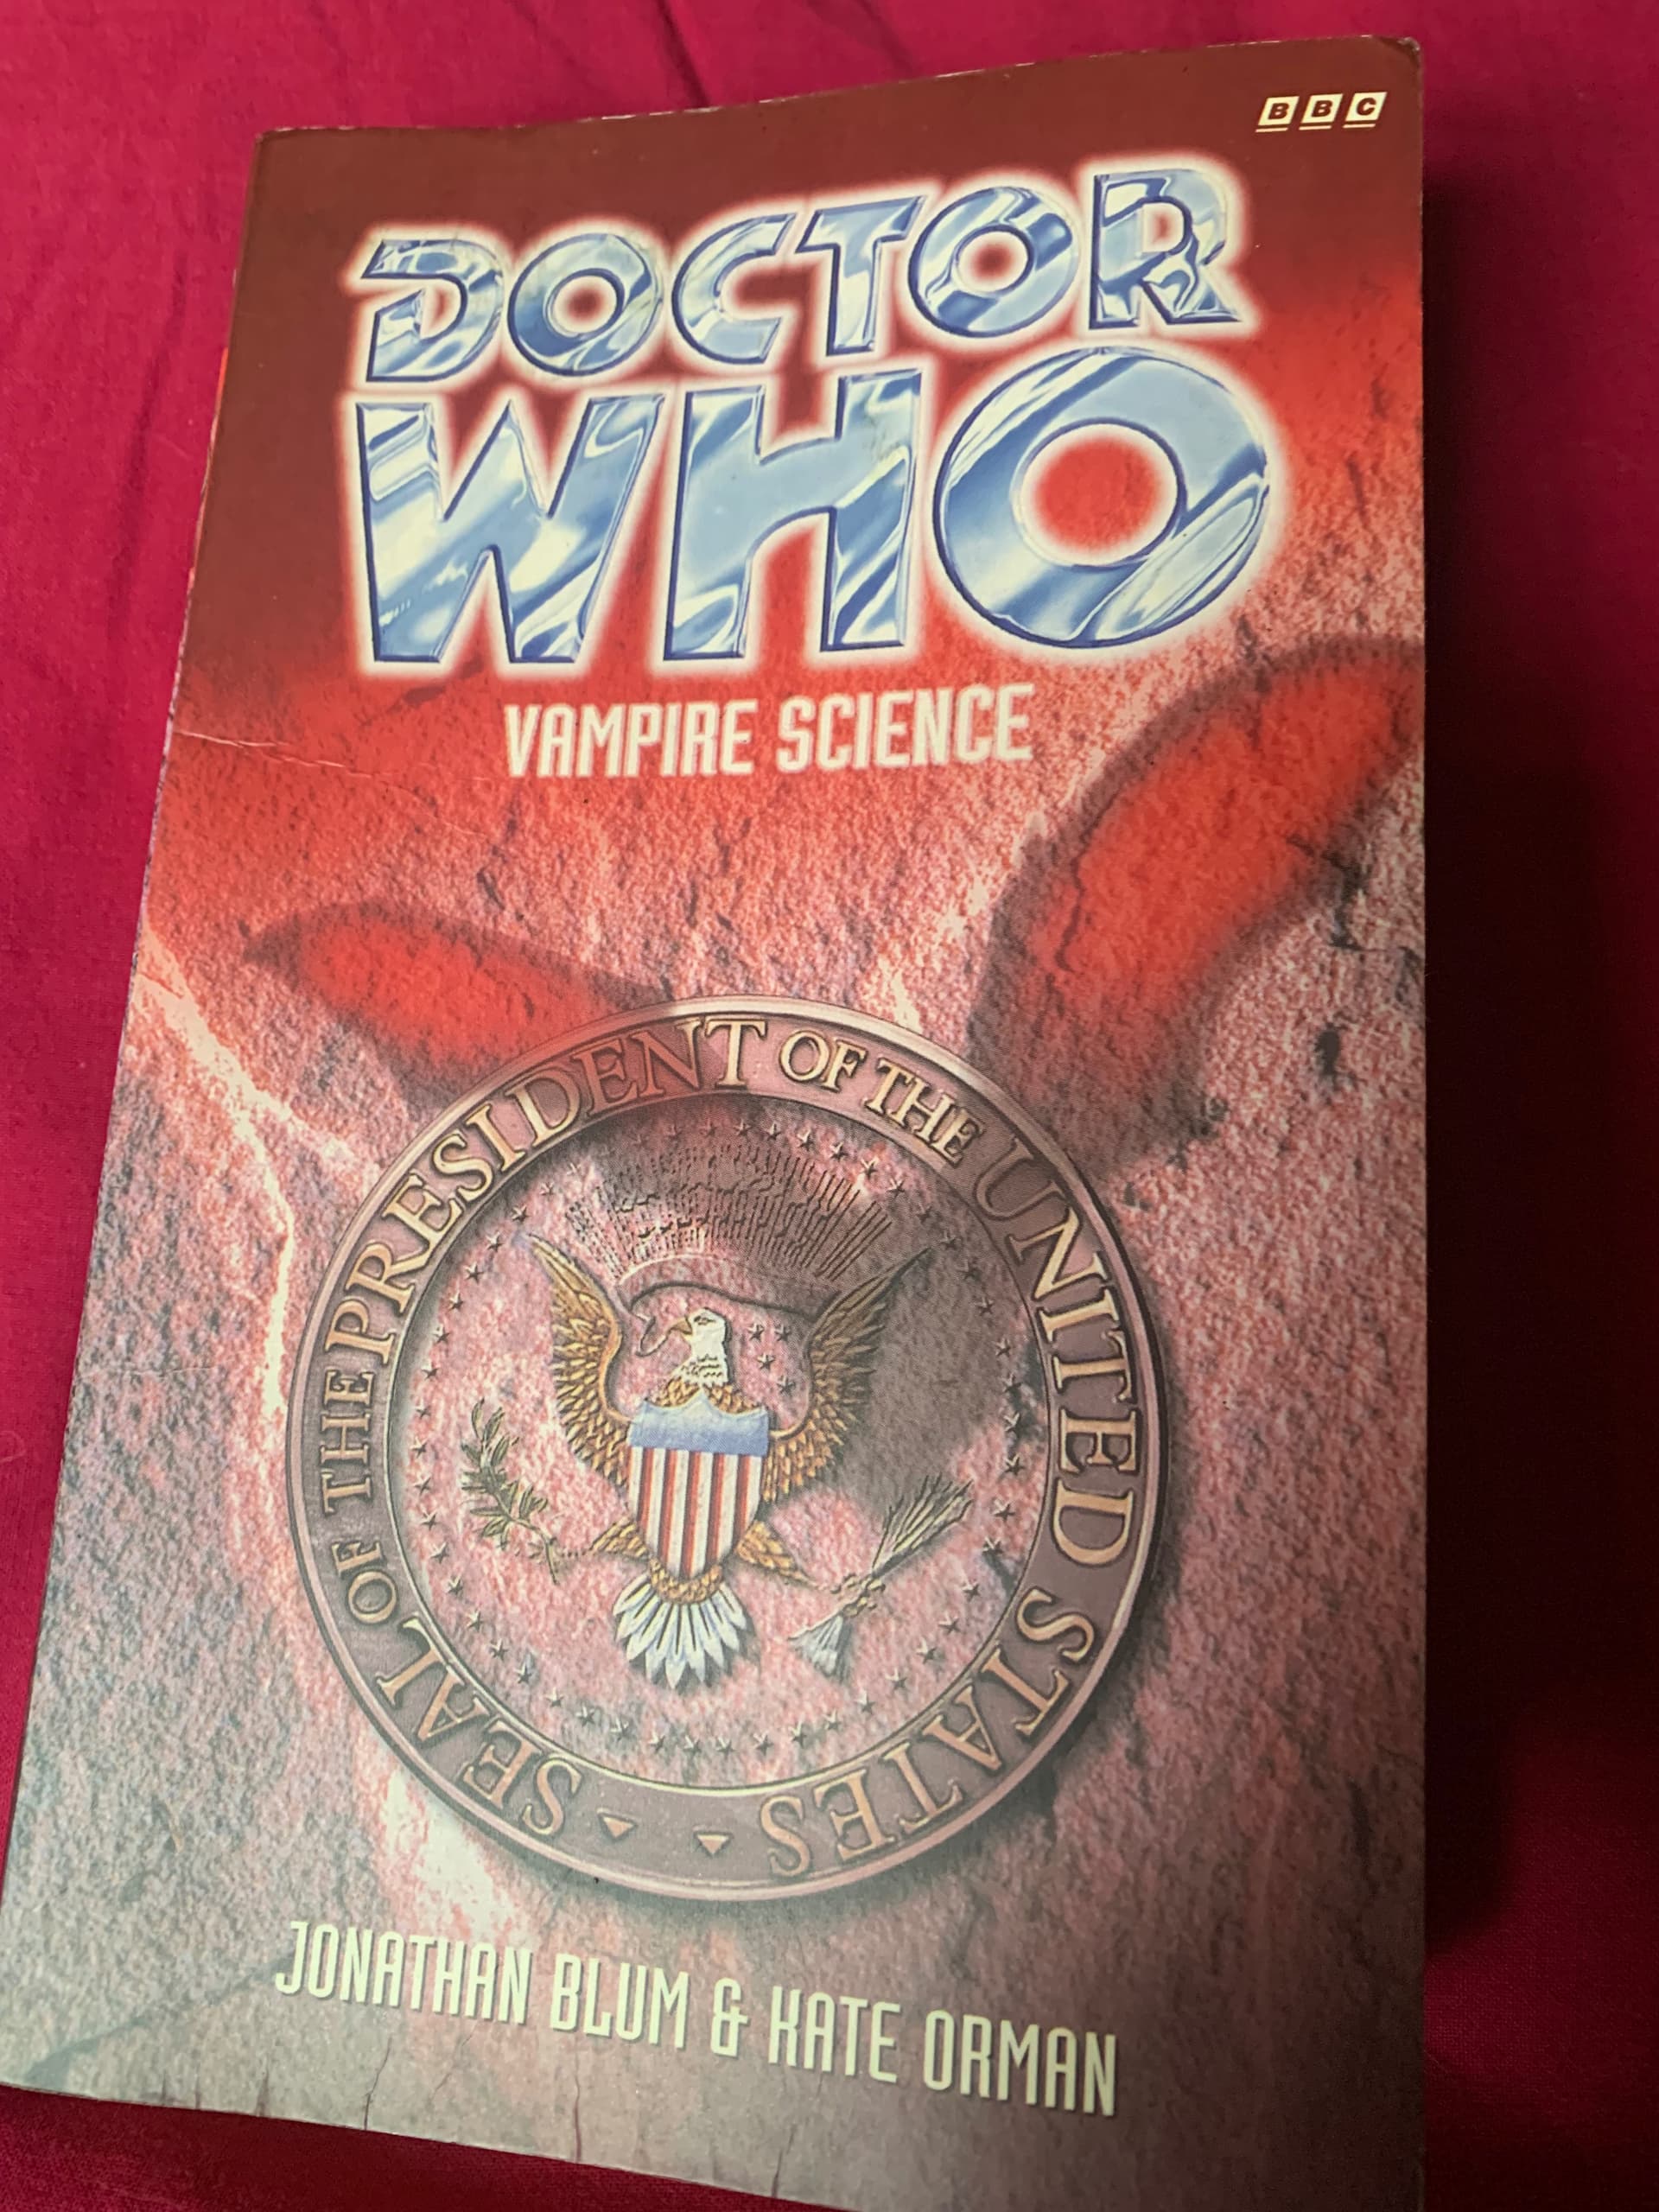 BBC
DOCTOR
WHO
VAMPIRE SCIENCE
SEAL OF THE PRESIDENT OF THE UNITED STATES
JONATHAN BLUM & KATE ORMAN